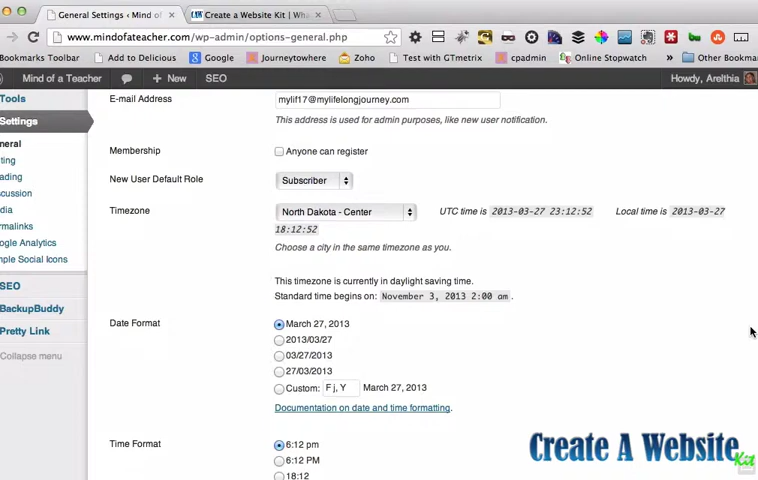 General Settings ‹ Mind of
Create a Website Kit | Wha
www.mindofateacher.com/wp-admin/options-general.php
Bookmarks Toolbar
Add to Delicious
Google
Journeytowhere
Zoho
Test with GTmetrix
cpadmin
Online Stopwatch
Other Bookmar
Mind of a Teacher
+ New
SEO
Howdy, Arelthia
Tools
Settings
neral
iting
ading
scussion
dia
rmalinks
ogle Analytics
mple Social Icons
SEO
BackupBuddy
Pretty Link
Collapse menu
E-mail Address
mylif17@mylifelongjourney.com
This address is used for admin purposes, like new user notification.
Membership
Anyone can register
New User Default Role
Subscriber
Timezone
North Dakota - Center
UTC time is 2013-03-27 23:12:52
Local time is 2013-03-27
18:12:52
Choose a city in the same timezone as you.
This timezone is currently in daylight saving time.
Standard time begins on: November 3, 2013 2:00 am .
Date Format
March 27, 2013
2013/03/27
03/27/2013
27/03/2013
Custom: F j, Y March 27, 2013
Documentation on date and time formatting.
Time Format
6:12 pm
6:12 PM
18:12
Create A Website
Kit